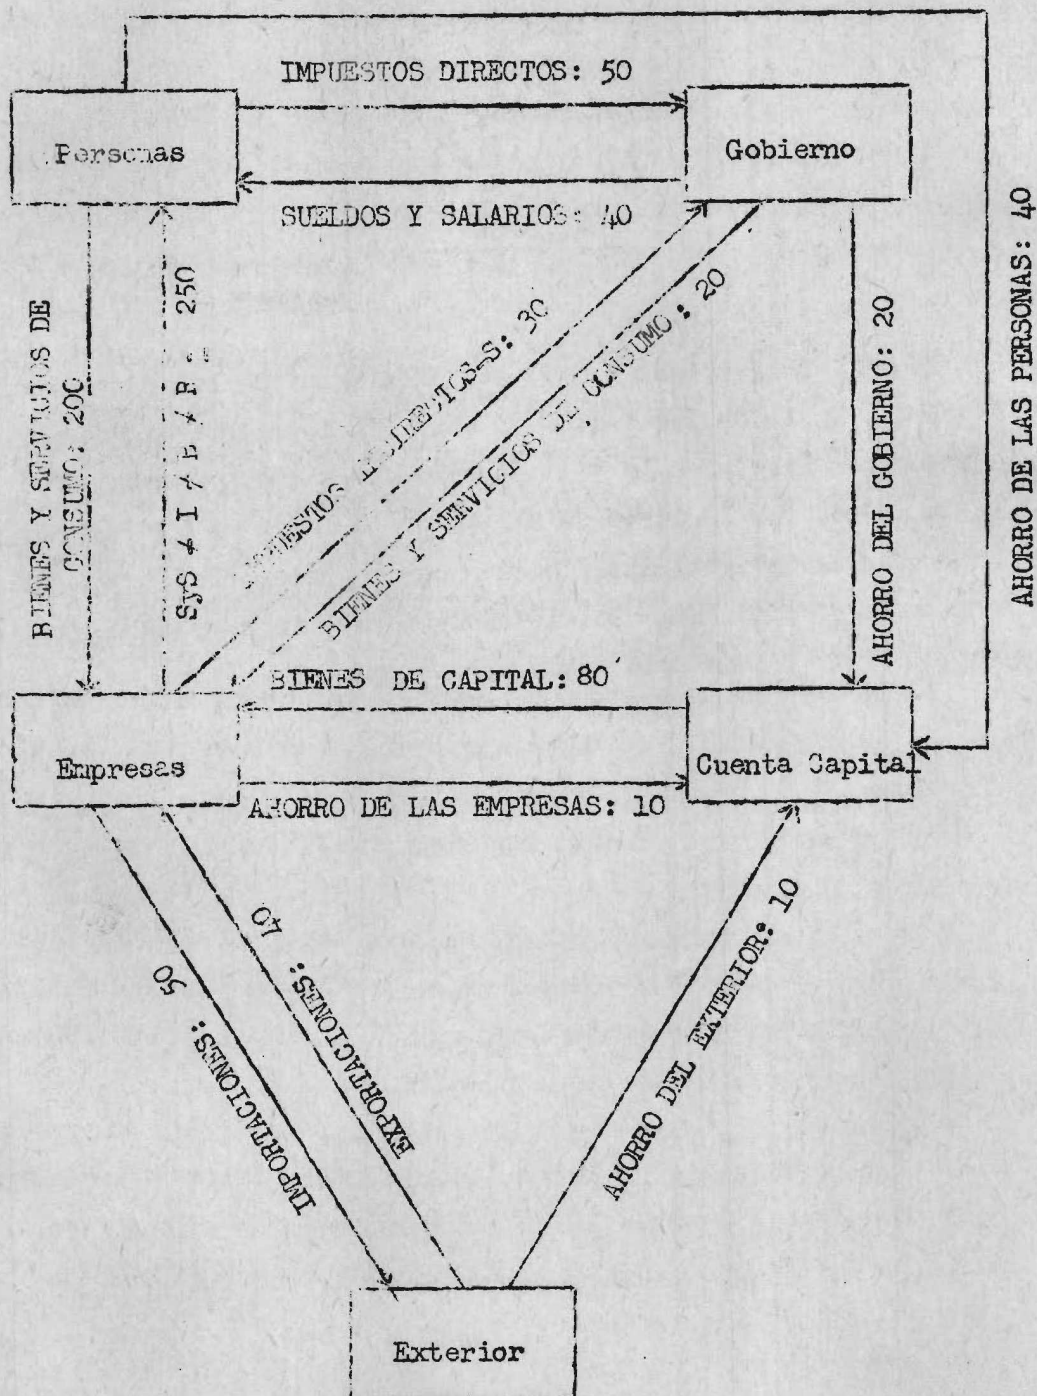 IMPUESTOS DIRECTOS: 50
Personas
Gobierno
SUELDOS Y SALARIOS: 40
AHORRO DE LAS PERSONAS: 40
BIENES Y SERVICIOS DE
CONSUMO: 200
SyS ≠ I ≠ B ≠ R : 250
IMPUESTOS INDIRECTOS-S: 30
BIENES Y SERVICIOS DE CONSUMO: 20
AHORRO DEL GOBIERNO: 20
BIENES DE CAPITAL: 80
Empresas
Cuenta Capital
AHORRO DE LAS EMPRESAS: 10
IMPORTACIONES: 50
EXPORTACIONES: 40
AHORRO DEL EXTERIOR: 10
Exterior